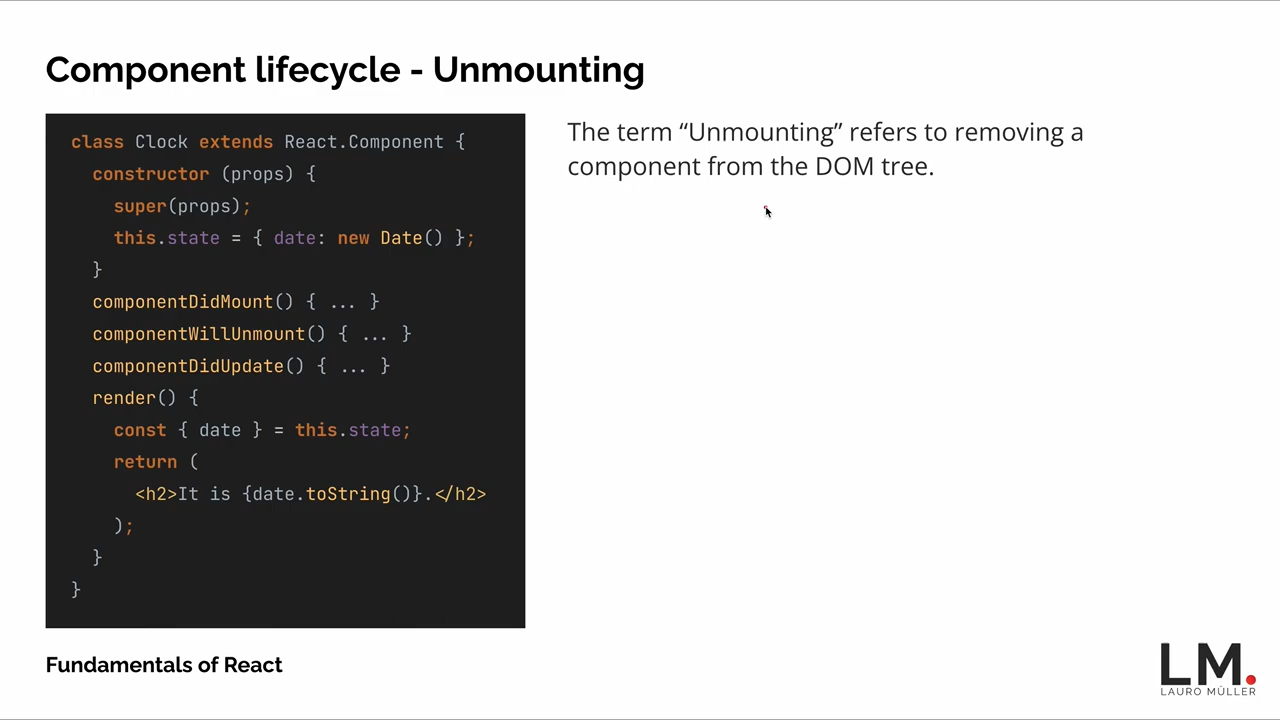 Component lifecycle - Unmounting
class Clock extends React.Component {
constructor (props) {
super(props);
this.state = { date: new Date() };
}
componentDidMount() { ... }
componentWillUnmount() { ... }
componentDidUpdate() { ... }
render() {
const { date } = this.state;
return (
<h2>It is {date.toString()}.</h2>
);
}
}
The term “Unmounting” refers to removing a
component from the DOM tree.
Fundamentals of React
LM.
LAURO MÜLLER